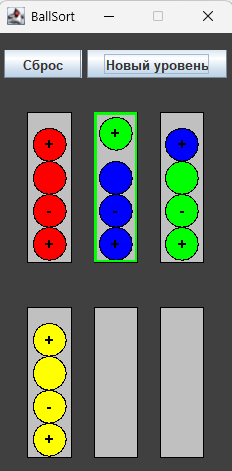 BallSort
Сброс
Новый уровень
+ + +
- - -
+ + +
+
-
+